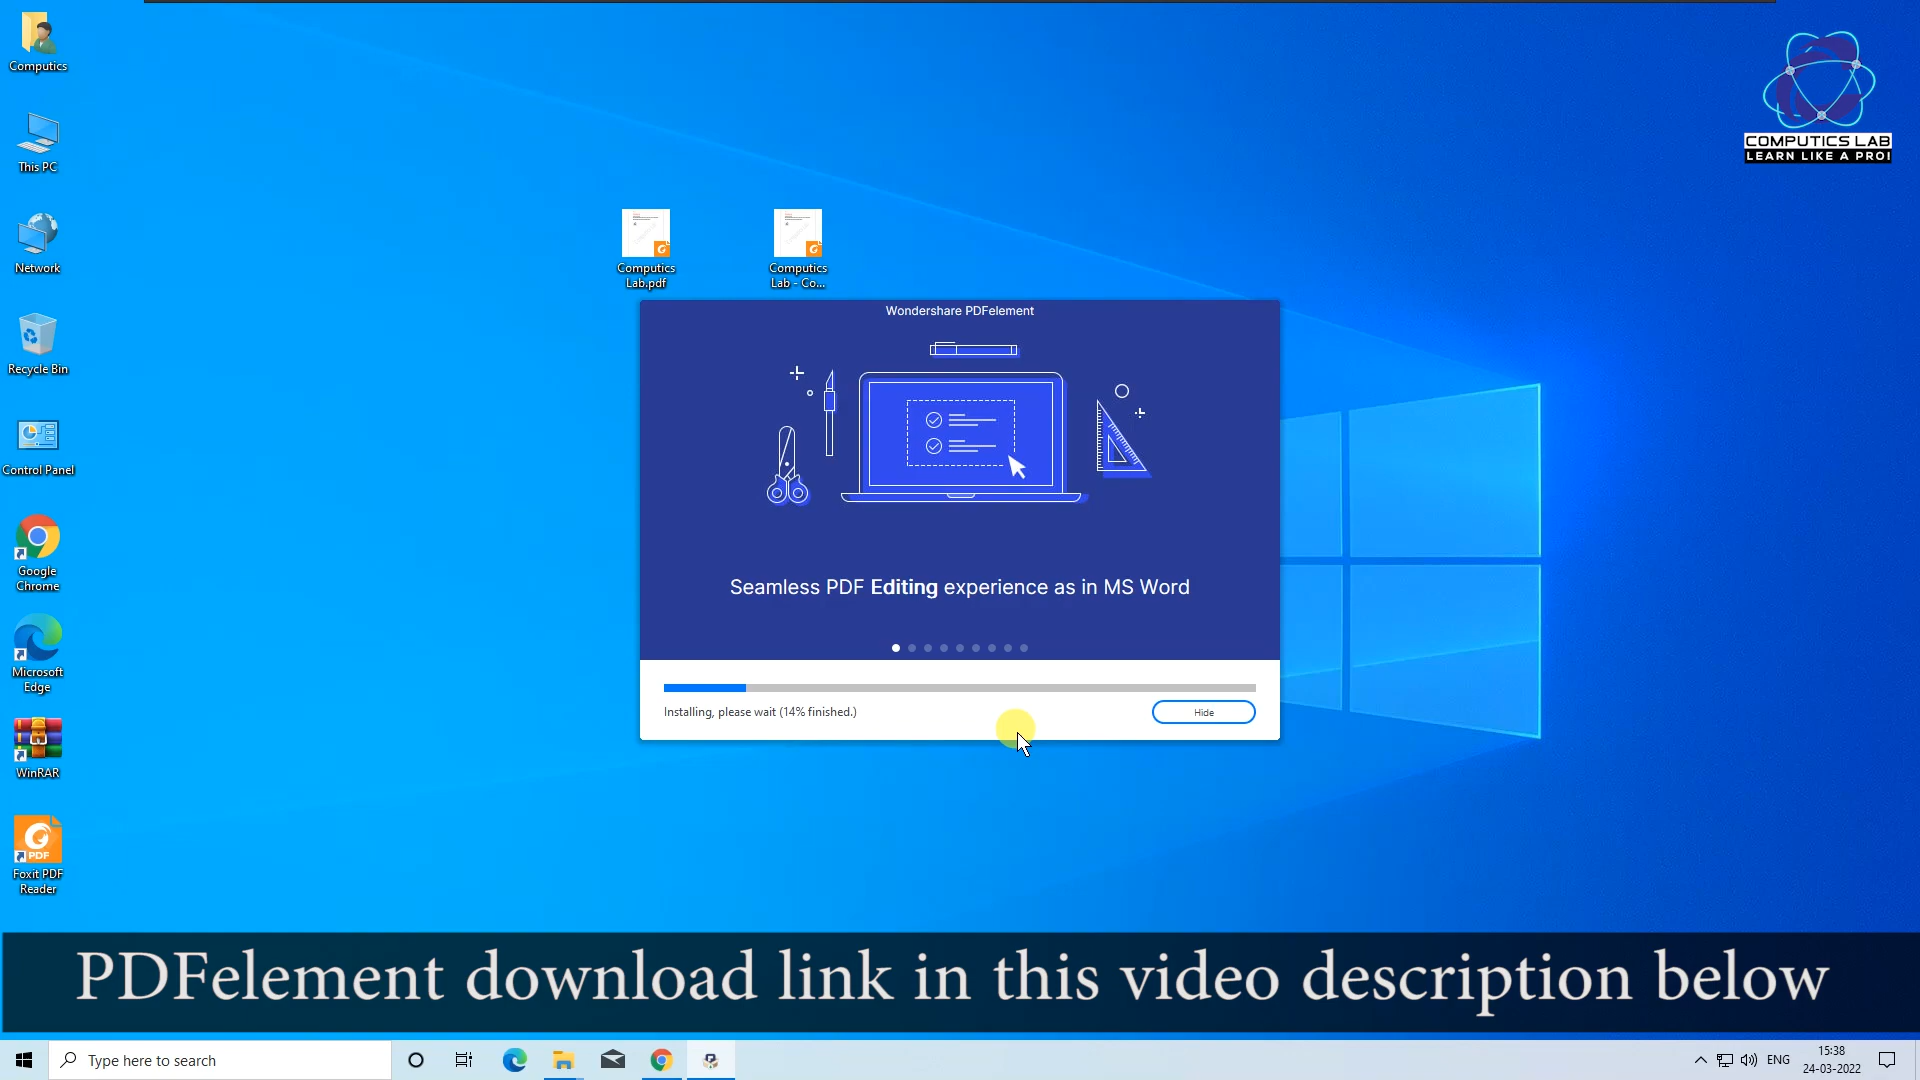 Computics
This PC
Network
Recycle Bin
Control Panel
Google
Chrome
Microsoft
Edge
WinRAR
PDF
Foxit PDF
Reader
Computics
Lab.pdf
Computics
Lab - Co...
COMPUTICS LAB
LEARN LIKE A PRO!
Wondershare PDFelement
Seamless PDF Editing experience as in MS Word
Installing, please wait (14% finished.)
Hide
PDFelement download link in this video description below
Type here to search
ENG
15:38
24-03-2022